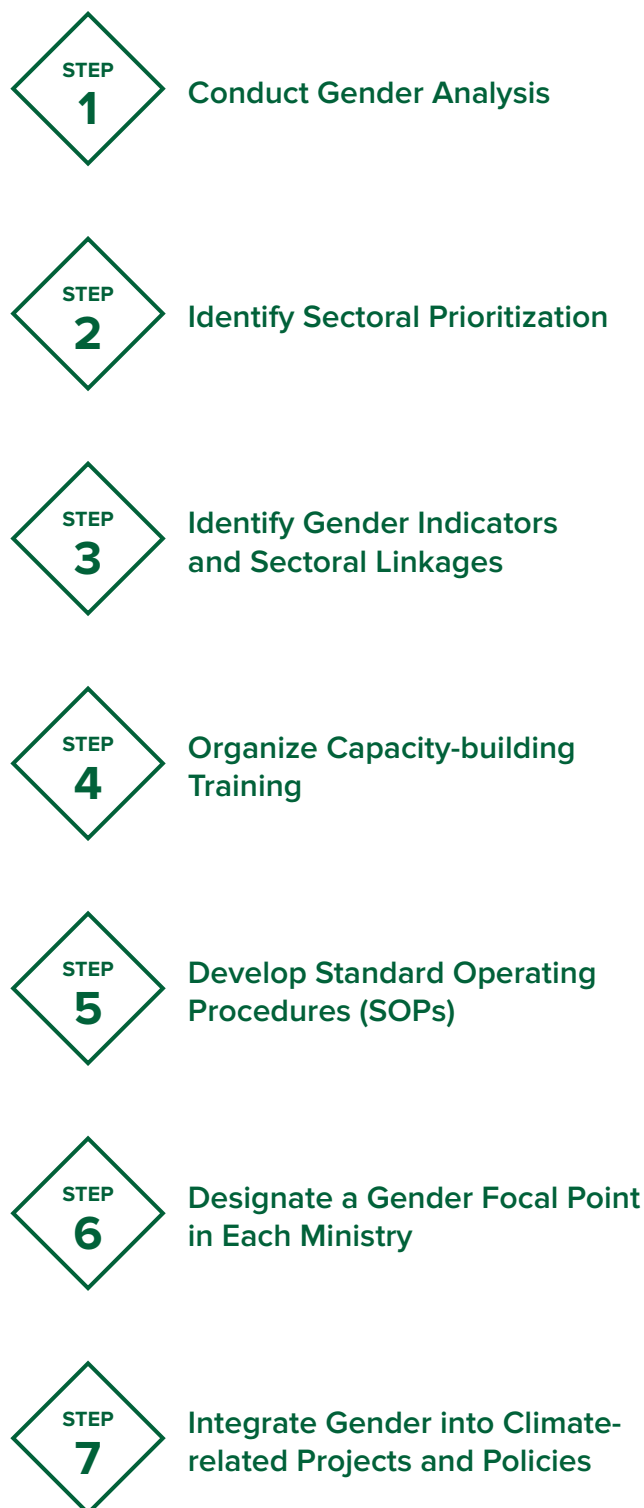 STEP
1
Conduct Gender Analysis
STEP
2
Identify Sectoral Prioritization
STEP
3
Identify Gender Indicators
and Sectoral Linkages
STEP
4
Organize Capacity-building
Training
STEP
5
Develop Standard Operating
Procedures (SOPs)
STEP
6
Designate a Gender Focal Point
in Each Ministry
STEP
7
Integrate Gender into Climate-
related Projects and Policies